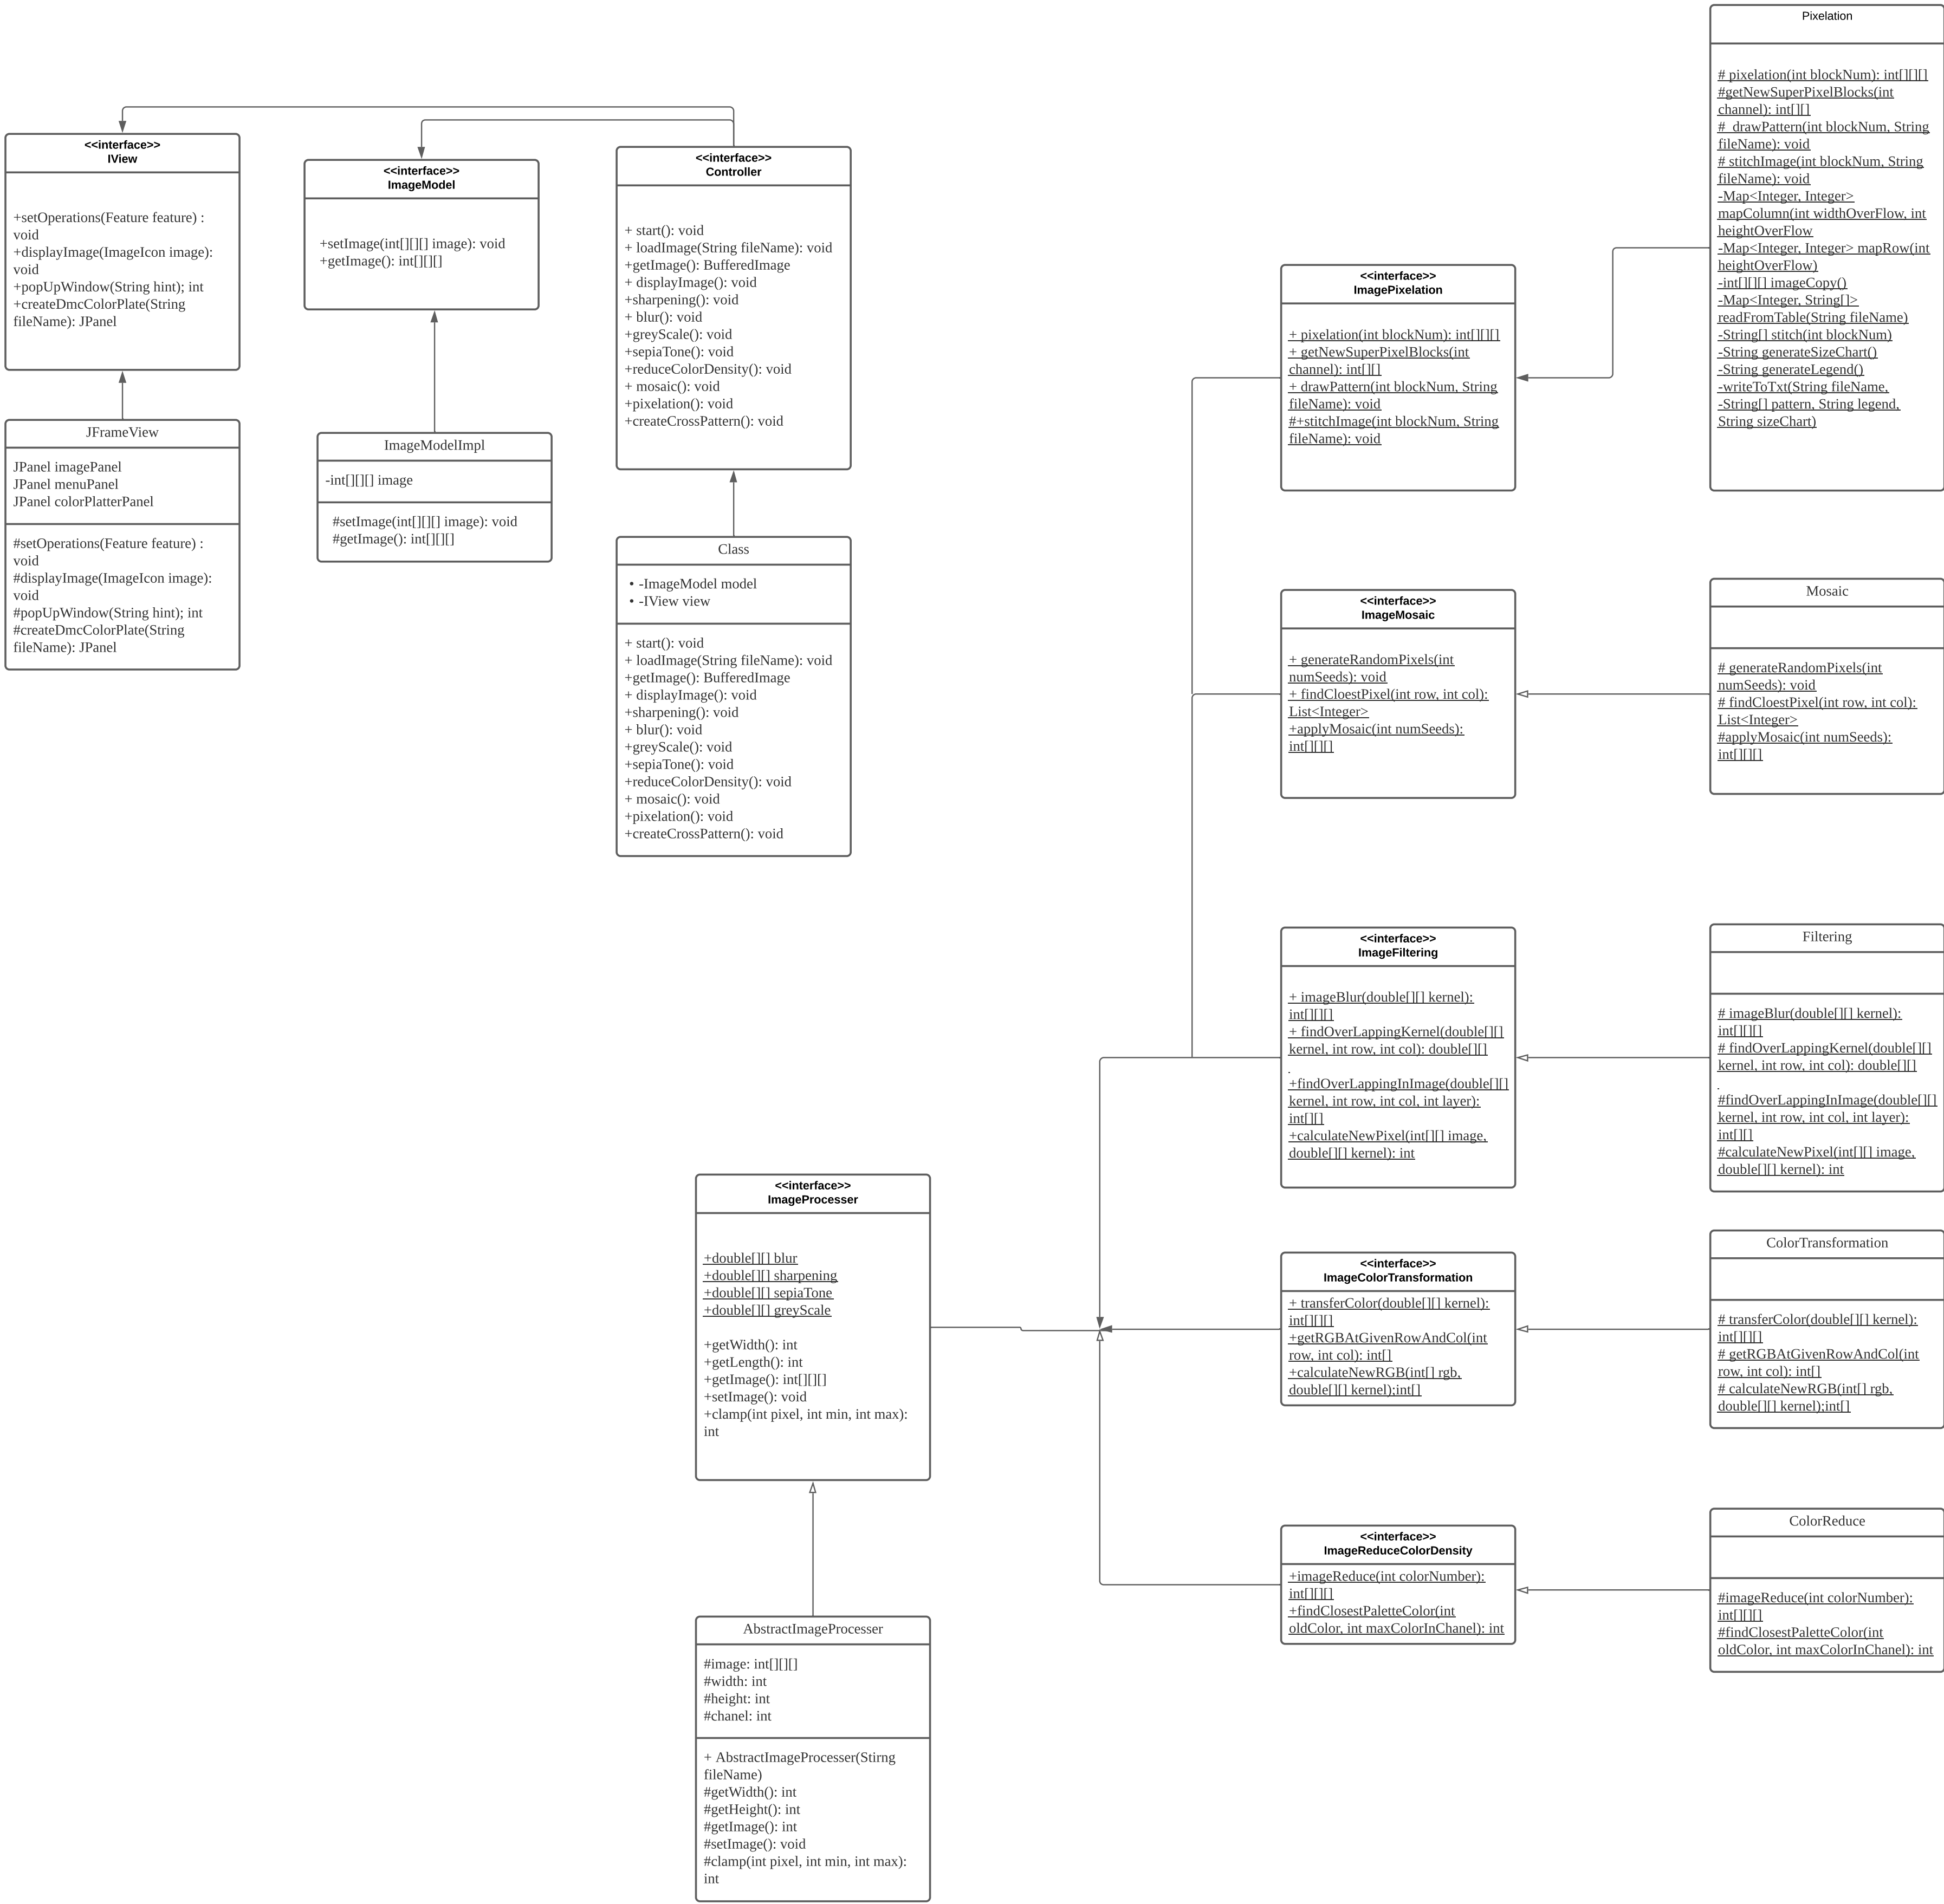 <<interface>>
IView
+setOperations(Feature feature) :
void
+displayImage(ImageIcon image):
void
+popUpWindow(String hint); int
+createDmcColorPlate(String
fileName): JPanel
JFrameView
JPanel imagePanel
JPanel menuPanel
JPanel colorPlatterPanel
#setOperations(Feature feature) :
void
#displayImage(ImageIcon image):
void
#popUpWindow(String hint); int
#createDmcColorPlate(String
fileName): JPanel
<<interface>>
ImageModel
+setImage(int[][][] image): void
+getImage(): int[][][]
ImageModelImpl
-int[][][] image
#setImage(int[][][] image): void
#getImage(): int[][][]
<<interface>>
Controller
+ start(): void
+ loadImage(String fileName): void
+getImage(): BufferedImage
+ displayImage(): void
+sharpening(): void
+ blur(): void
+greyScale(): void
+sepiaTone(): void
+reduceColorDensity(): void
+ mosaic(): void
+pixelation(): void
+createCrossPattern(): void
Class
• -ImageModel model
• -IView view
+ start(): void
+ loadImage(String fileName): void
+getImage(): BufferedImage
+ displayImage(): void
+sharpening(): void
+ blur(): void
+greyScale(): void
+sepiaTone(): void
+reduceColorDensity(): void
+ mosaic(): void
+pixelation(): void
+createCrossPattern(): void
<<interface>>
ImageProcesser
+double[][] blur
+double[][] sharpening
+double[][] sepiaTone
+double[][] greyScale
+getWidth(): int
+getLength(): int
+getImage(): int[][][]
+setImage(): void
+clamp(int pixel, int min, int max):
int
AbstractImageProcesser
#image: int[][][]
#width: int
#height: int
#chanel: int
+ AbstractImageProcesser(Stirng
fileName)
#getWidth(): int
#getHeight(): int
#getImage(): int
#setImage(): void
#clamp(int pixel, int min, int max):
int
<<interface>>
ImagePixelation
+ pixelation(int blockNum): int[][][]
+ getNewSuperPixelBlocks(int
channel): int[][]
+ drawPattern(int blockNum, String
fileName): void
#+stitchImage(int blockNum, String
fileName): void
<<interface>>
ImageMosaic
+ generateRandomPixels(int
numSeeds): void
+ findCloestPixel(int row, int col):
List<Integer>
+applyMosaic(int numSeeds):
int[][][]
<<interface>>
ImageFiltering
+ imageBlur(double[][] kernel):
int[][][]
+ findOverLappingKernel(double[][]
kernel, int row, int col): double[][]
.
+findOverLappingInImage(double[][]
kernel, int row, int col, int layer):
int[][]
+calculateNewPixel(int[][] image,
double[][] kernel): int
<<interface>>
ImageColorTransformation
+ transferColor(double[][] kernel):
int[][][]
+getRGBAtGivenRowAndCol(int
row, int col): int[]
+calculateNewRGB(int[] rgb,
double[][] kernel);int[]
<<interface>>
ImageReduceColorDensity
+imageReduce(int colorNumber):
int[][][]
+findClosestPaletteColor(int
oldColor, int maxColorInChanel): int
Pixelation
# pixelation(int blockNum): int[][][]
#getNewSuperPixelBlocks(int
channel): int[][]
#  drawPattern(int blockNum, String
fileName): void
# stitchImage(int blockNum, String
fileName): void
-Map<Integer, Integer>
mapColumn(int widthOverFlow, int
heightOverFlow
-Map<Integer, Integer> mapRow(int
heightOverFlow)
-int[][][] imageCopy()
-Map<Integer, String[]>
readFromTable(String fileName)
-String[] stitch(int blockNum)
-String generateSizeChart()
-String generateLegend()
-writeToTxt(String fileName,
-String[] pattern, String legend,
String sizeChart)
Mosaic
# generateRandomPixels(int
numSeeds): void
# findCloestPixel(int row, int col):
List<Integer>
#applyMosaic(int numSeeds):
int[][][]
Filtering
# imageBlur(double[][] kernel):
int[][][]
# findOverLappingKernel(double[][]
kernel, int row, int col): double[][]
.
#findOverLappingInImage(double[][]
kernel, int row, int col, int layer):
int[][]
#calculateNewPixel(int[][] image,
double[][] kernel): int
ColorTransformation
# transferColor(double[][] kernel):
int[][][]
# getRGBAtGivenRowAndCol(int
row, int col): int[]
# calculateNewRGB(int[] rgb,
double[][] kernel);int[]
ColorReduce
#imageReduce(int colorNumber):
int[][][]
#findClosestPaletteColor(int
oldColor, int maxColorInChanel): int